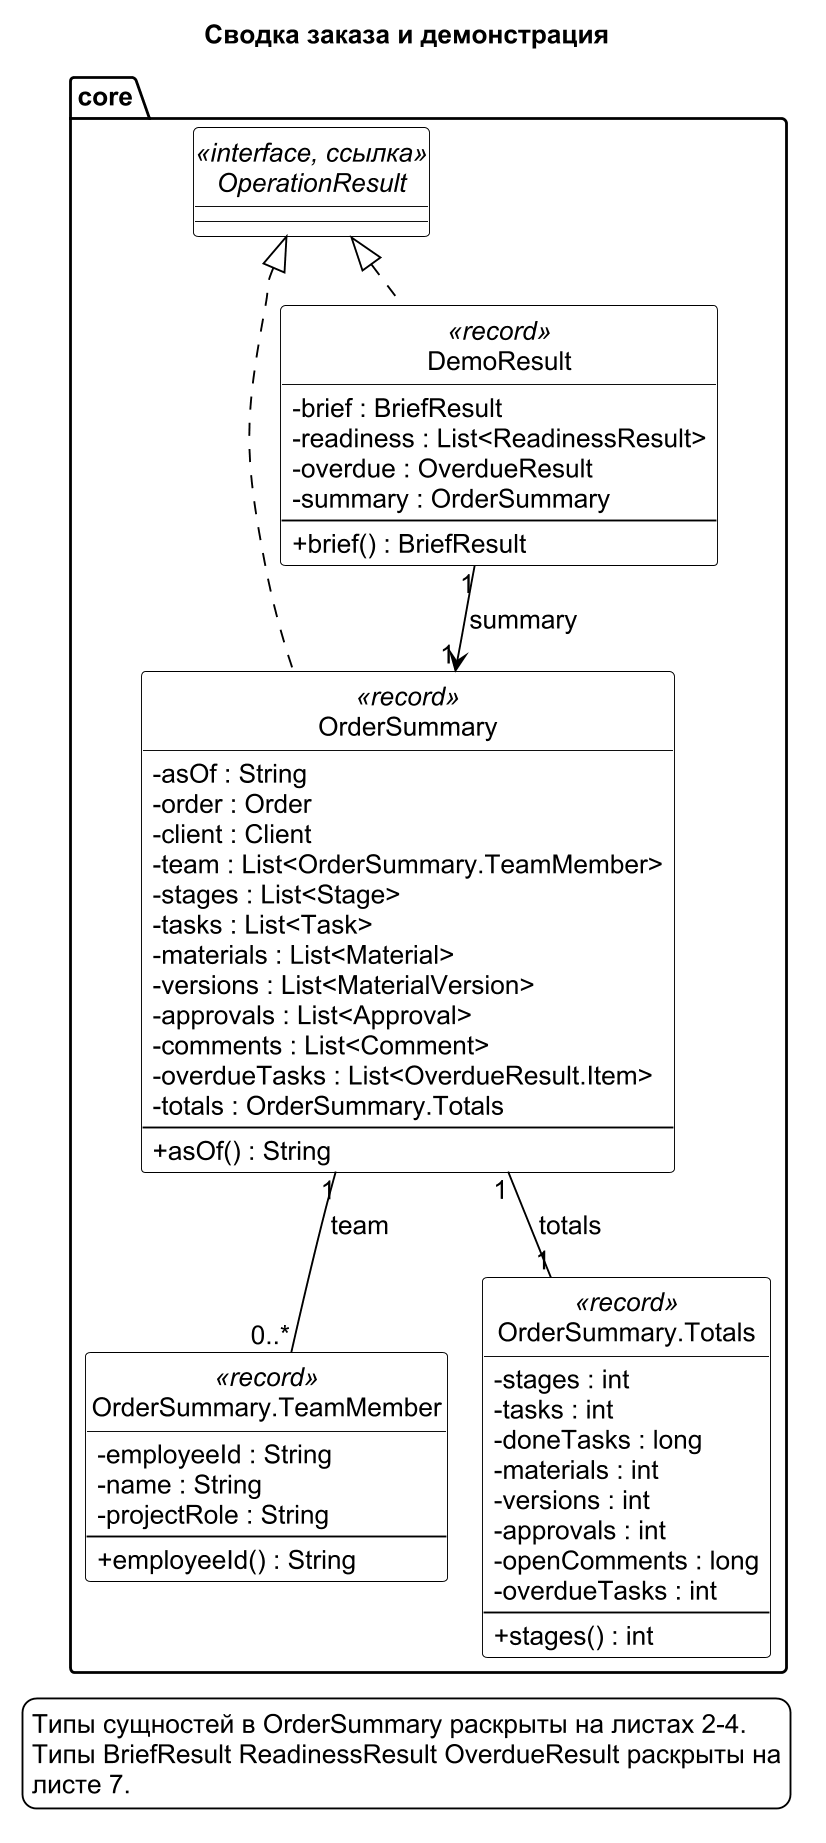 Сводка заказа и демонстрация
core
«interface, ссылка»
OperationResult
«record»
DemoResult
-brief : BriefResult
-readiness : List<ReadinessResult>
-overdue : OverdueResult
-summary : OrderSummary
+brief() : BriefResult
1
summary
1
«record»
OrderSummary
-asOf : String
-order : Order
-client : Client
-team : List<OrderSummary.TeamMember>
-stages : List<Stage>
-tasks : List<Task>
-materials : List<Material>
-versions : List<MaterialVersion>
-approvals : List<Approval>
-comments : List<Comment>
-overdueTasks : List<OverdueResult.Item>
-totals : OrderSummary.Totals
+asOf() : String
1
team
0..*
1
totals
1
«record»
OrderSummary.TeamMember
-employeeId : String
-name : String
-projectRole : String
+employeeId() : String
«record»
OrderSummary.Totals
-stages : int
-tasks : int
-doneTasks : long
-materials : int
-versions : int
-approvals : int
-openComments : long
-overdueTasks : int
+stages() : int
Типы сущностей в OrderSummary раскрыты на листах 2-4.
Типы BriefResult ReadinessResult OverdueResult раскрыты на
листе 7.